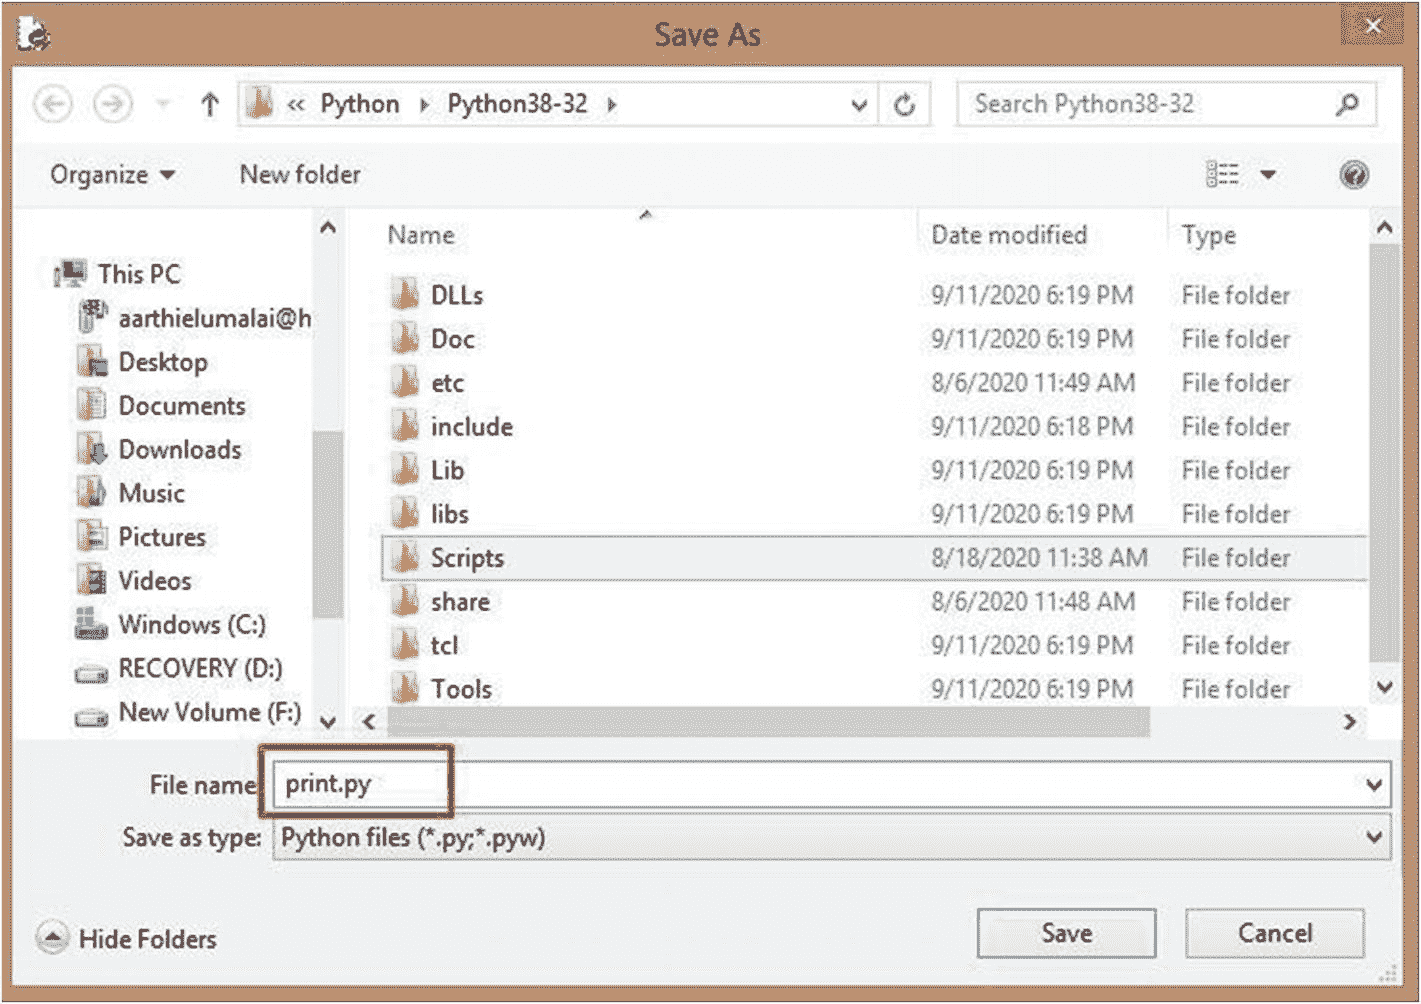 Save As
« Python Python38-32 Search Python38-32
Organize New folder
Name Date modified Type
This PC
aarthielumalai@h
Desktop
Documents
Downloads
Music
Pictures
Videos
Windows (C:)
RECOVERY (D:)
New Volume (F:)
DLLs 9/11/2020 6:19 PM File folder
Doc 9/11/2020 6:19 PM File folder
etc 8/6/2020 11:49 AM File folder
include 9/11/2020 6:18 PM File folder
Lib 9/11/2020 6:19 PM File folder
libs 9/11/2020 6:19 PM File folder
Scripts 8/18/2020 11:38 AM File folder
share 8/6/2020 11:48 AM File folder
tcl 9/11/2020 6:19 PM File folder
Tools 9/11/2020 6:19 PM File folder
File name print.py
Save as type: Python files (*.py;*.pyw)
Hide Folders Save Cancel